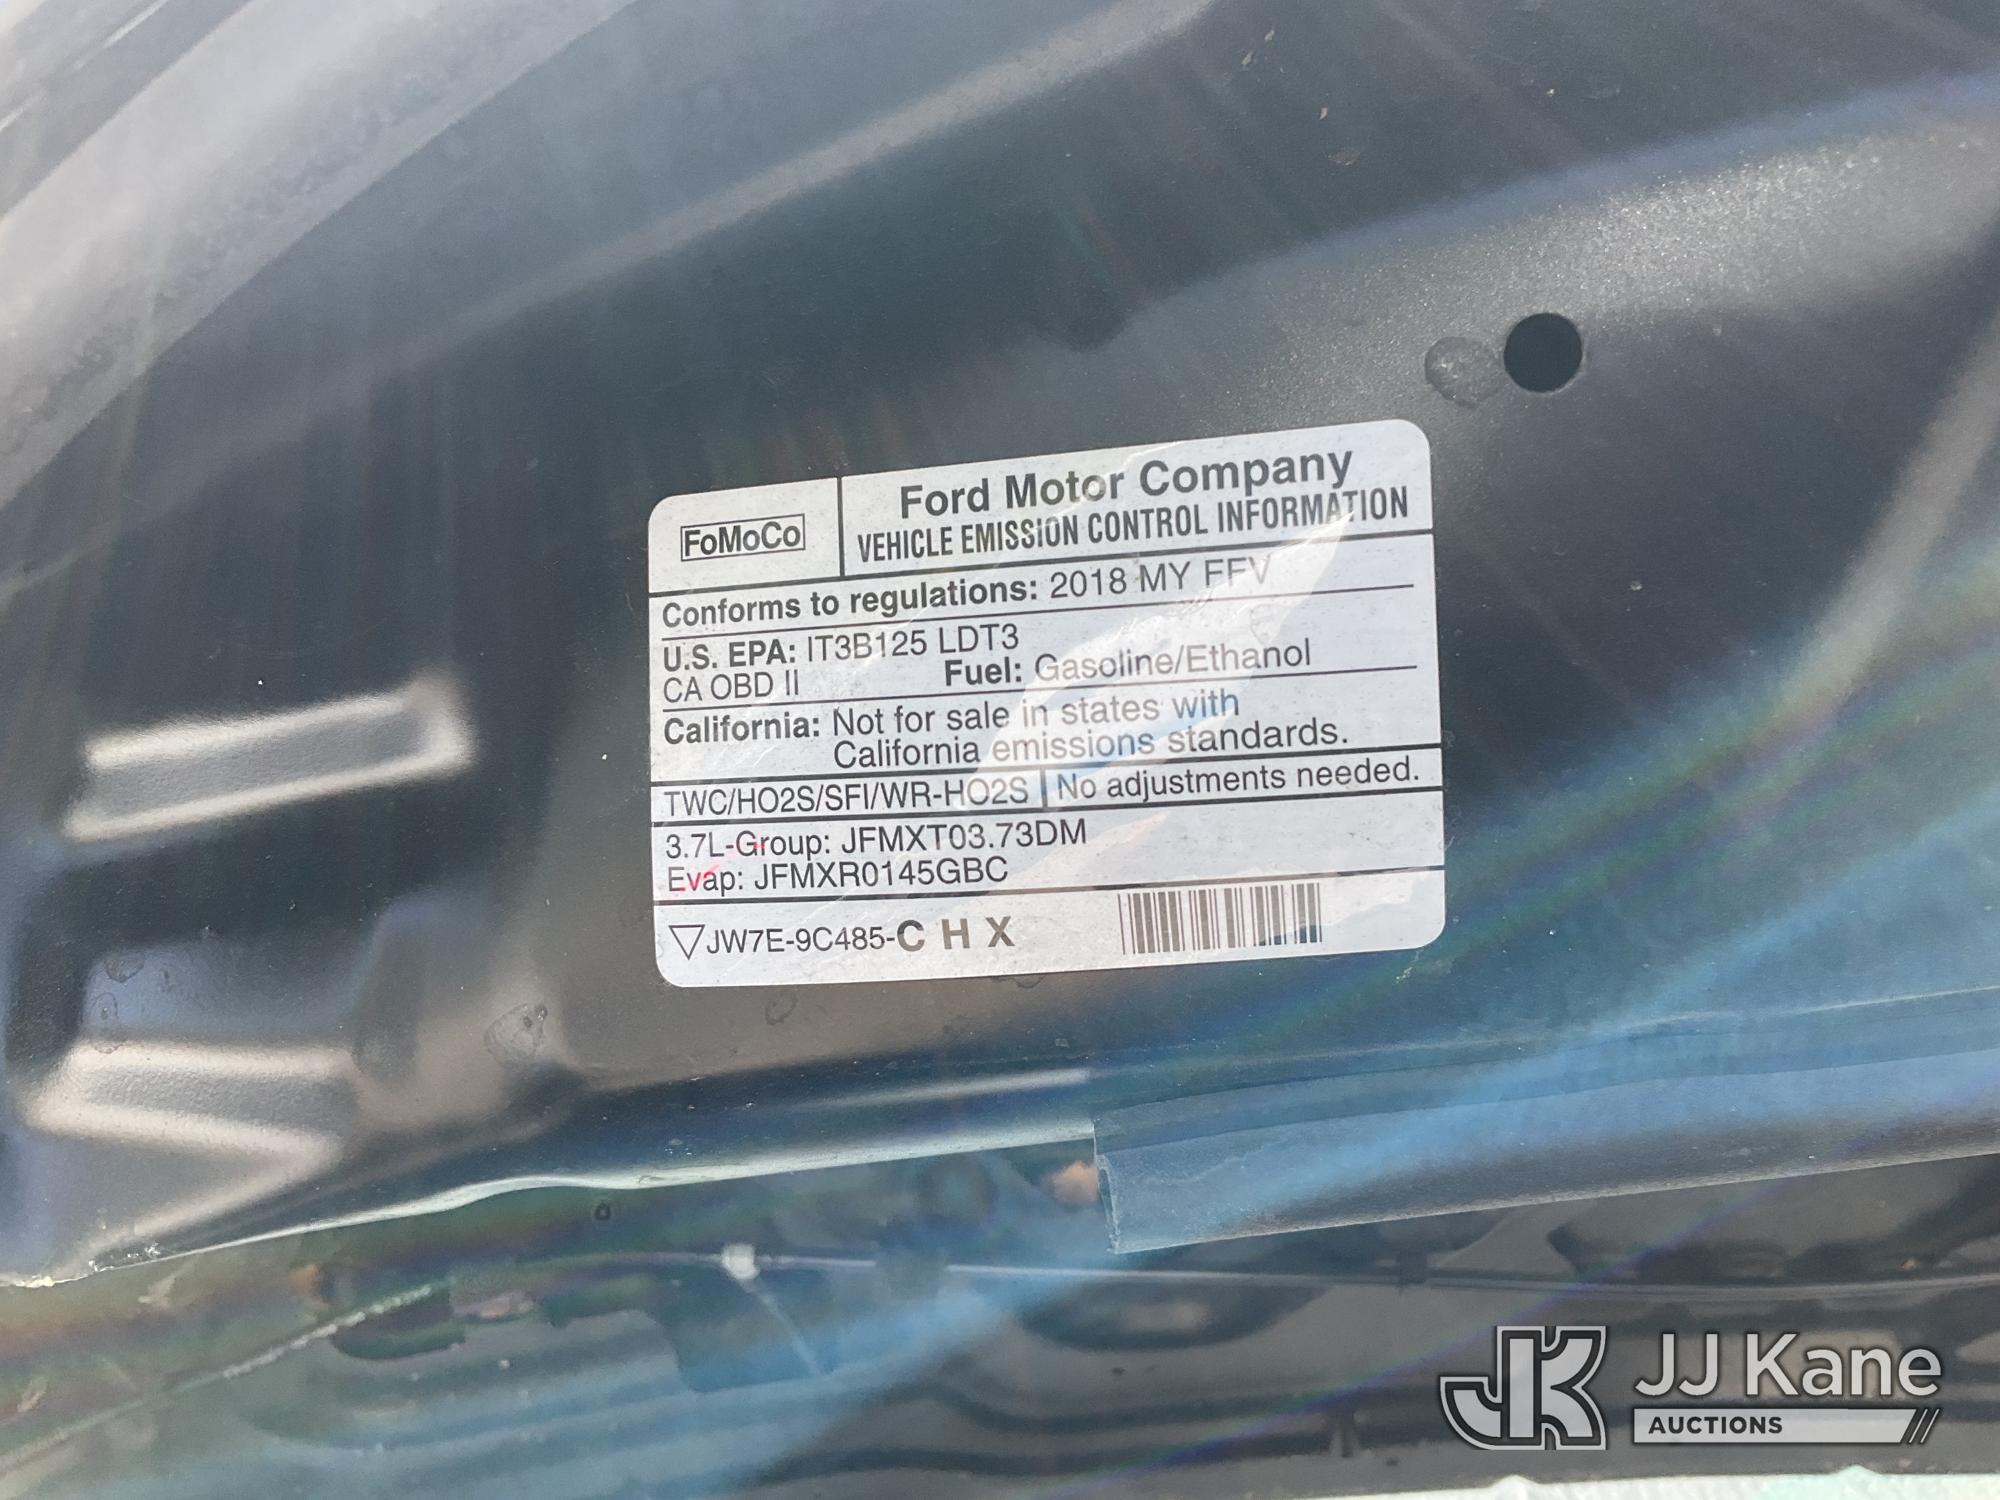 FoMoCo
Ford Motor Company
VEHICLE EMISSION CONTROL INFORMATION
Conforms to regulations: 2018 MY FFV
U.S. EPA: IT3B125 LDT3
CA OBD II Fuel: Gasoline/Ethanol
California: Not for sale in states with
California emissions standards.
TWC/HO2S/SFI/WR-HO2S No adjustments needed.
3.7L-Group: JFMXT03.73DM
Evap: JFMXR0145GBC
JW7E-9C485-C H X
JK JJ Kane
AUCTIONS